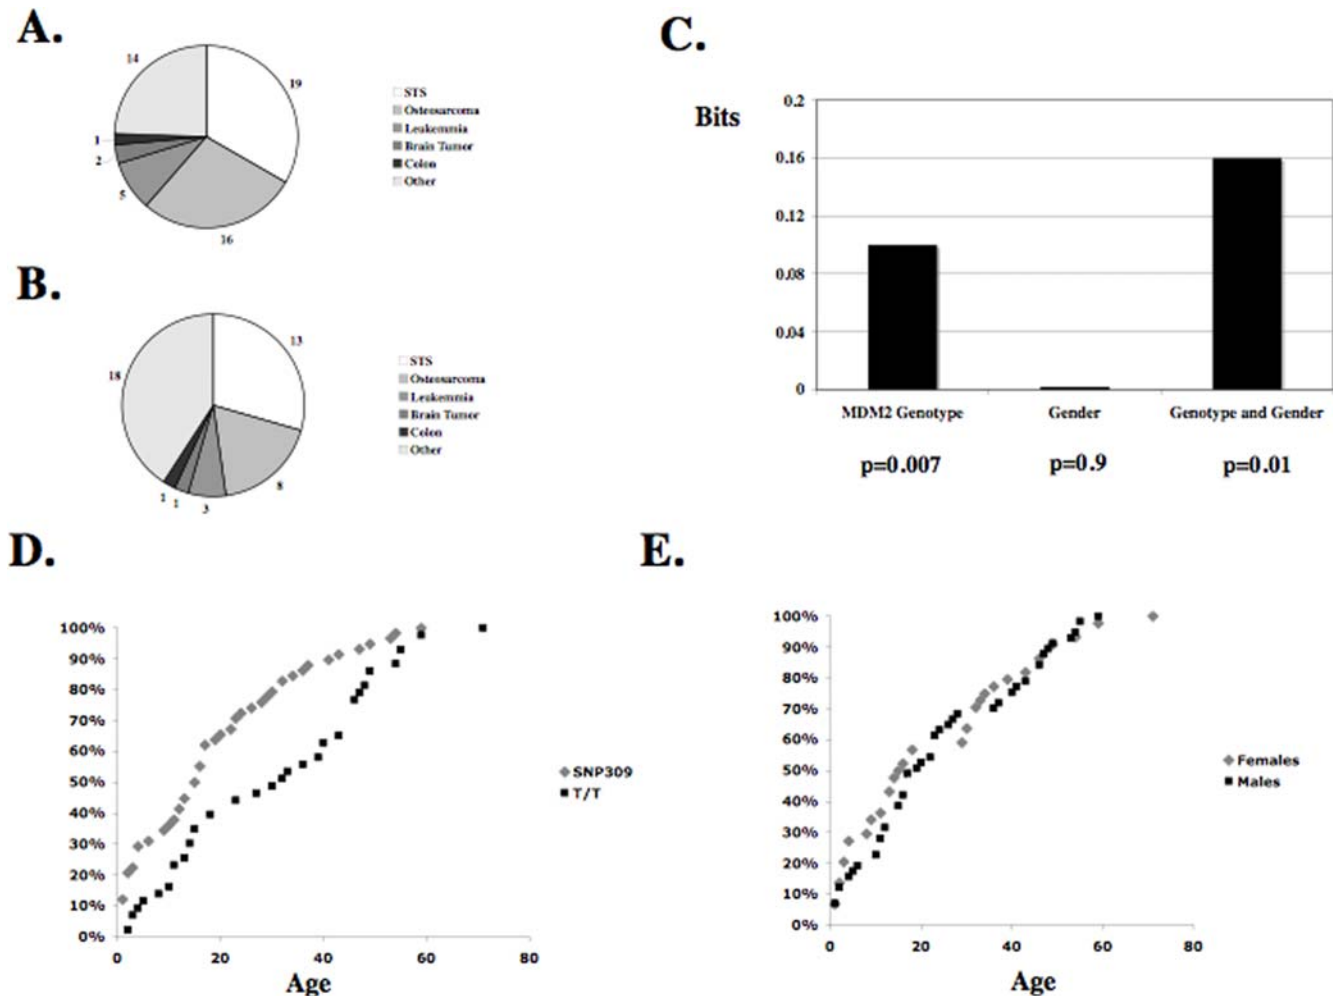 A.
14
19
1
2
5
16
STS
Osteosarcoma
Leukemmia
Brain Tumor
Colon
Other
B.
18
13
1
1
3
8
STS
Osteosarcoma
Leukemmia
Brain Tumor
Colon
Other
C.
Bits
0.2
0.16
0.12
0.08
0.04
0
MDM2 Genotype
Gender
Genotype and Gender
p=0.007
p=0.9
p=0.01
D.
100%
90%
80%
70%
60%
50%
40%
30%
20%
10%
0%
0
20
40
60
80
Age
SNP309
T/T
E.
100%
90%
80%
70%
60%
50%
40%
30%
20%
10%
0%
0
20
40
60
80
Age
Females
Males